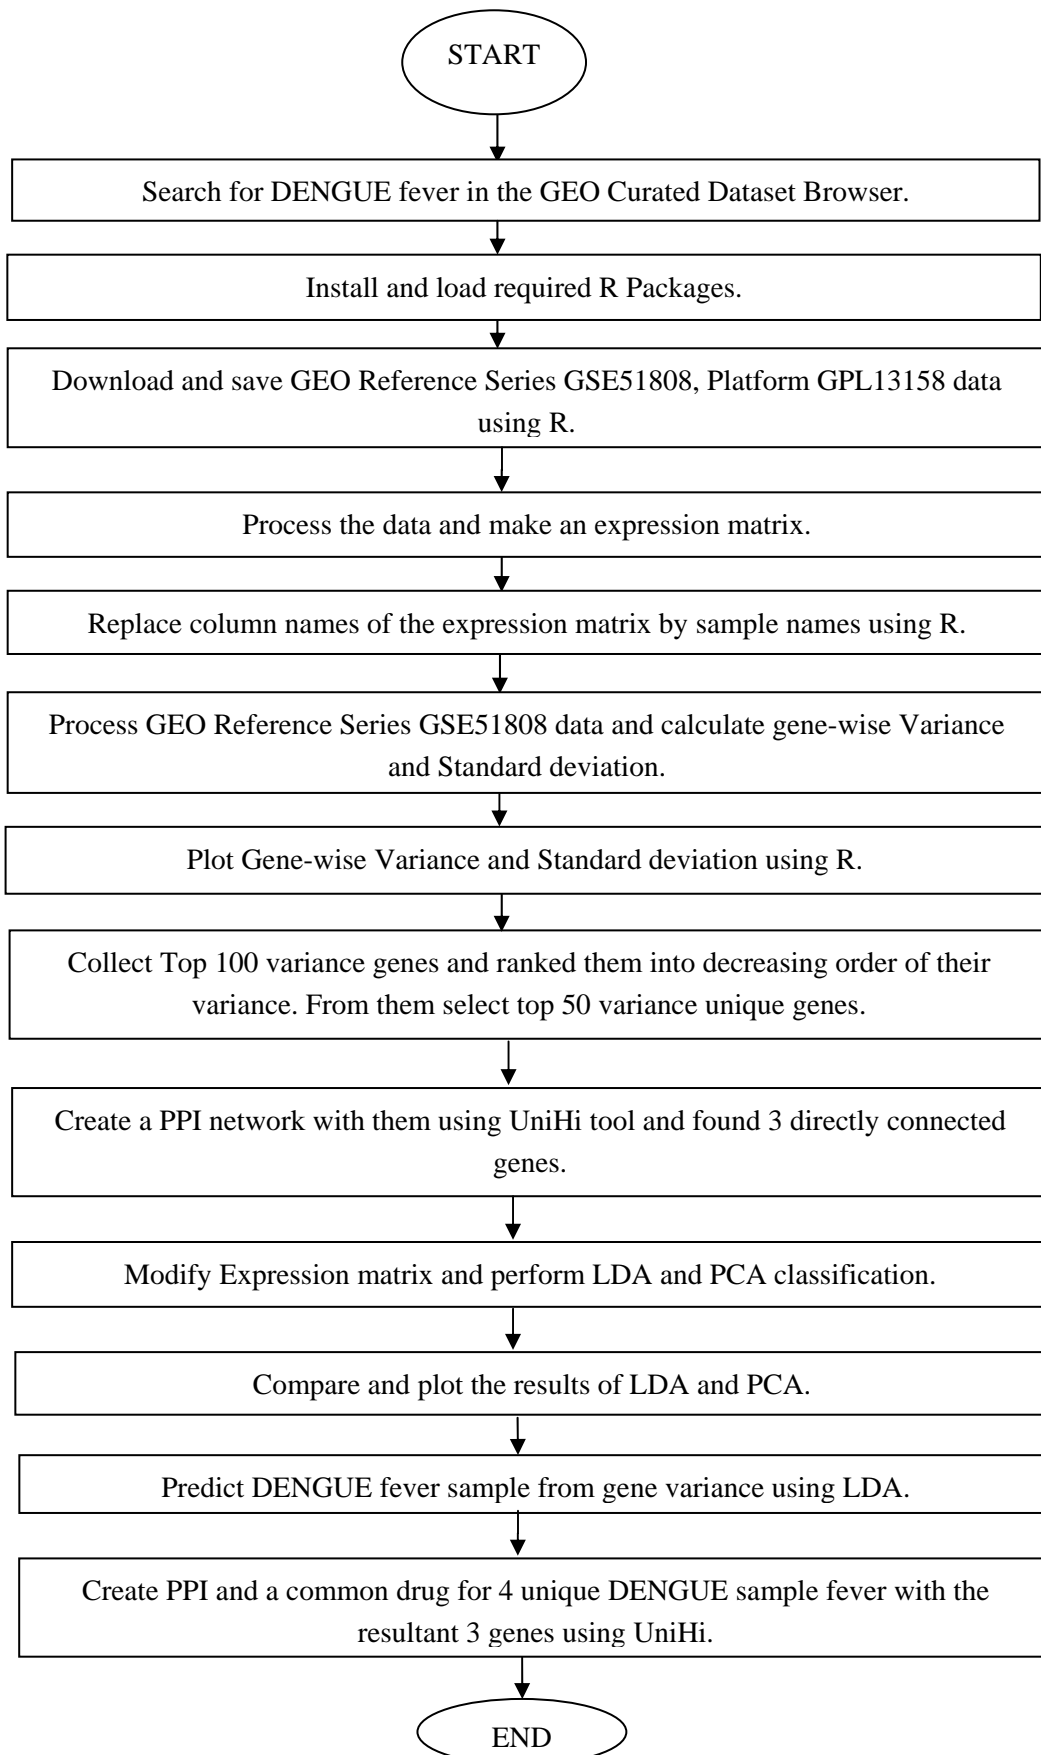 START
Search for DENGUE fever in the GEO Curated Dataset Browser.
Install and load required R Packages.
Download and save GEO Reference Series GSE51808, Platform GPL13158 data
using R.
Process the data and make an expression matrix.
Replace column names of the expression matrix by sample names using R.
Process GEO Reference Series GSE51808 data and calculate gene-wise Variance
and Standard deviation.
Plot Gene-wise Variance and Standard deviation using R.
Collect Top 100 variance genes and ranked them into decreasing order of their
variance. From them select top 50 variance unique genes.
Create a PPI network with them using UniHi tool and found 3 directly connected
genes.
Modify Expression matrix and perform LDA and PCA classification.
Compare and plot the results of LDA and PCA.
Predict DENGUE fever sample from gene variance using LDA.
Create PPI and a common drug for 4 unique DENGUE sample fever with the
resultant 3 genes using UniHi.
END